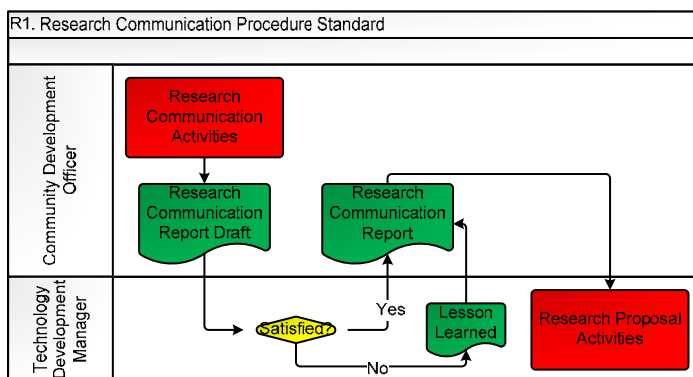 R1. Research Communication Procedure Standard
Community Development
Officer
Research
Communication
Activities
Research
Communication
Report Draft
Research
Communication
Report
Technology
Development
Manager
Satisfied?
Yes
No
Lesson
Learned
Research Proposal
Activities